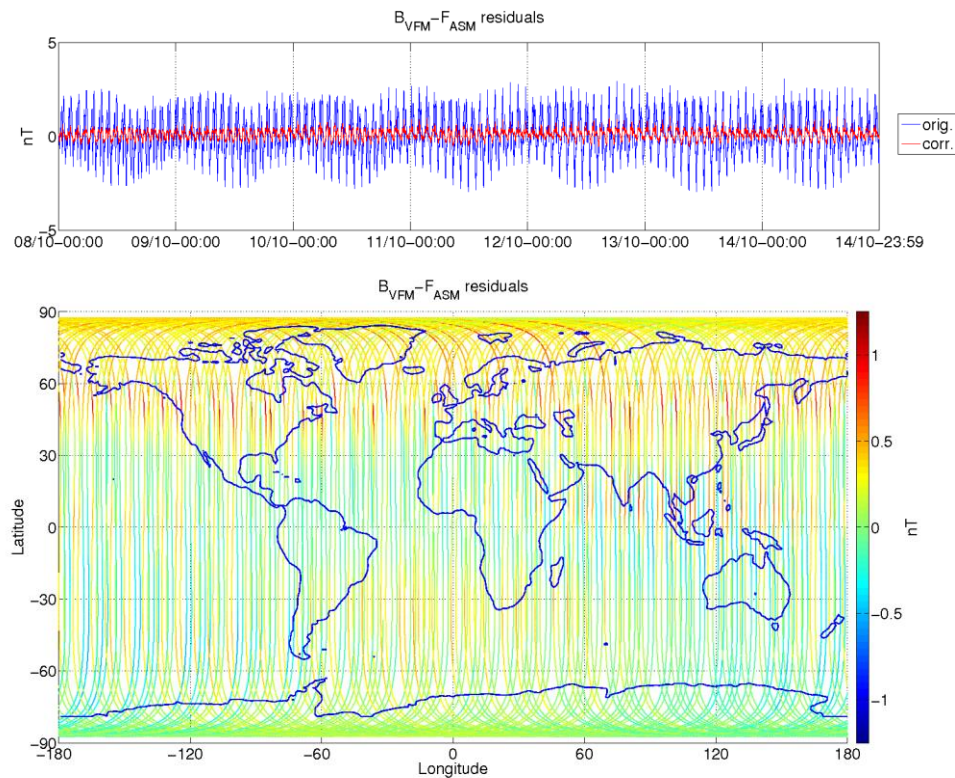 B_VFM–F_ASM residuals
5
0
−5
nT
08/10−00:00 09/10−00:00 10/10−00:00 11/10−00:00 12/10−00:00 13/10−00:00 14/10−00:00 14/10−23:59
orig.
corr.
B_VFM–F_ASM residuals
90
60
30
0
−30
−60
−90
Latitude
−180 −120 −60 0 60 120 180
Longitude
1
0.5
0
−0.5
−1
nT